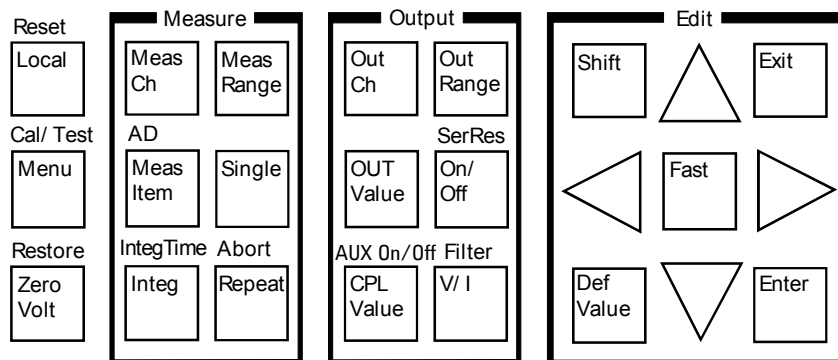 Measure
Output
Edit
Reset
Local
Meas
Ch
Meas
Range
Out
Ch
Out
Range
Shift
Exit
Cal/ Test
AD
SerRes
Menu
Meas
Item
Single
OUT
Value
On/
Off
Fast
Restore
IntegTime
Abort
AUX On/Off
Filter
Zero
Volt
Integ
Repeat
CPL
Value
V/ I
Def
Value
Enter